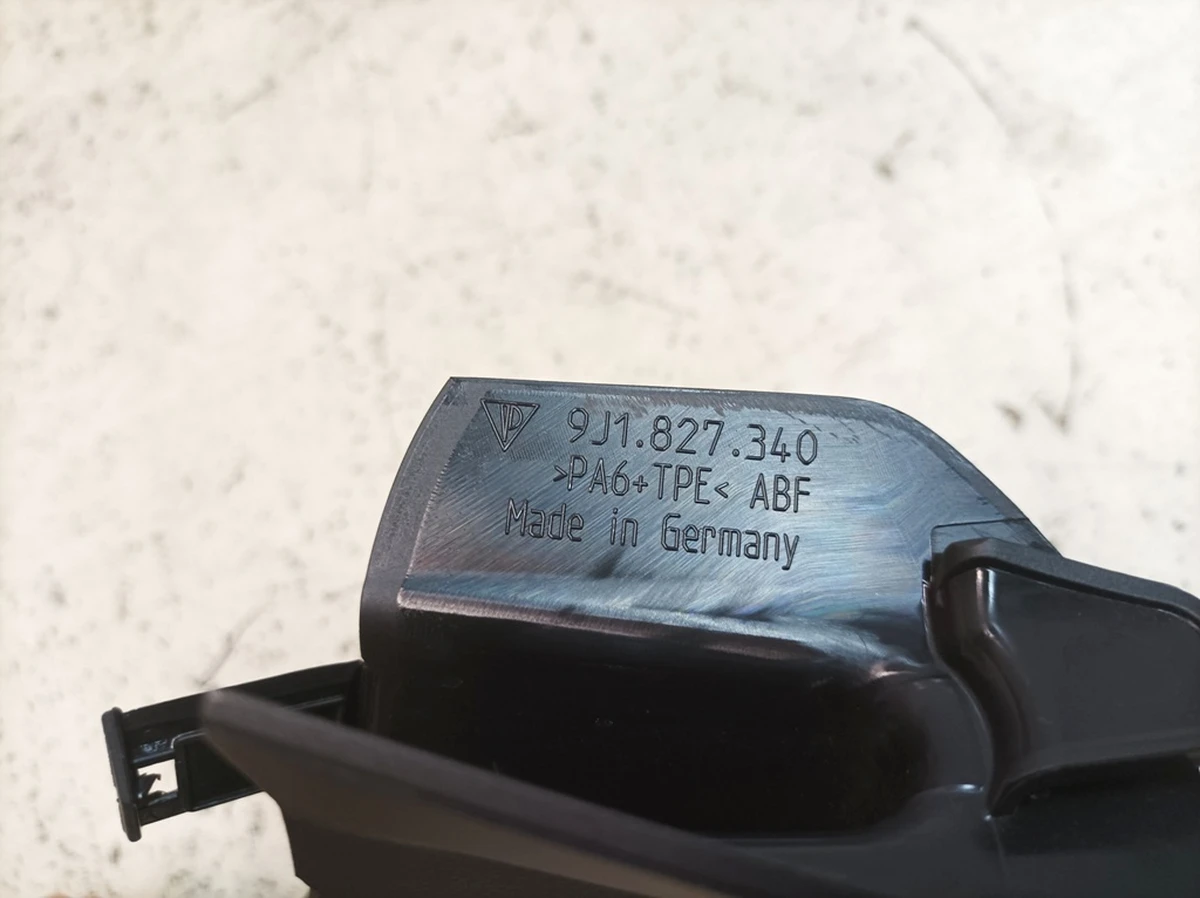 9J1.827.340
>PA6+TPE< ABF
Made in Germany